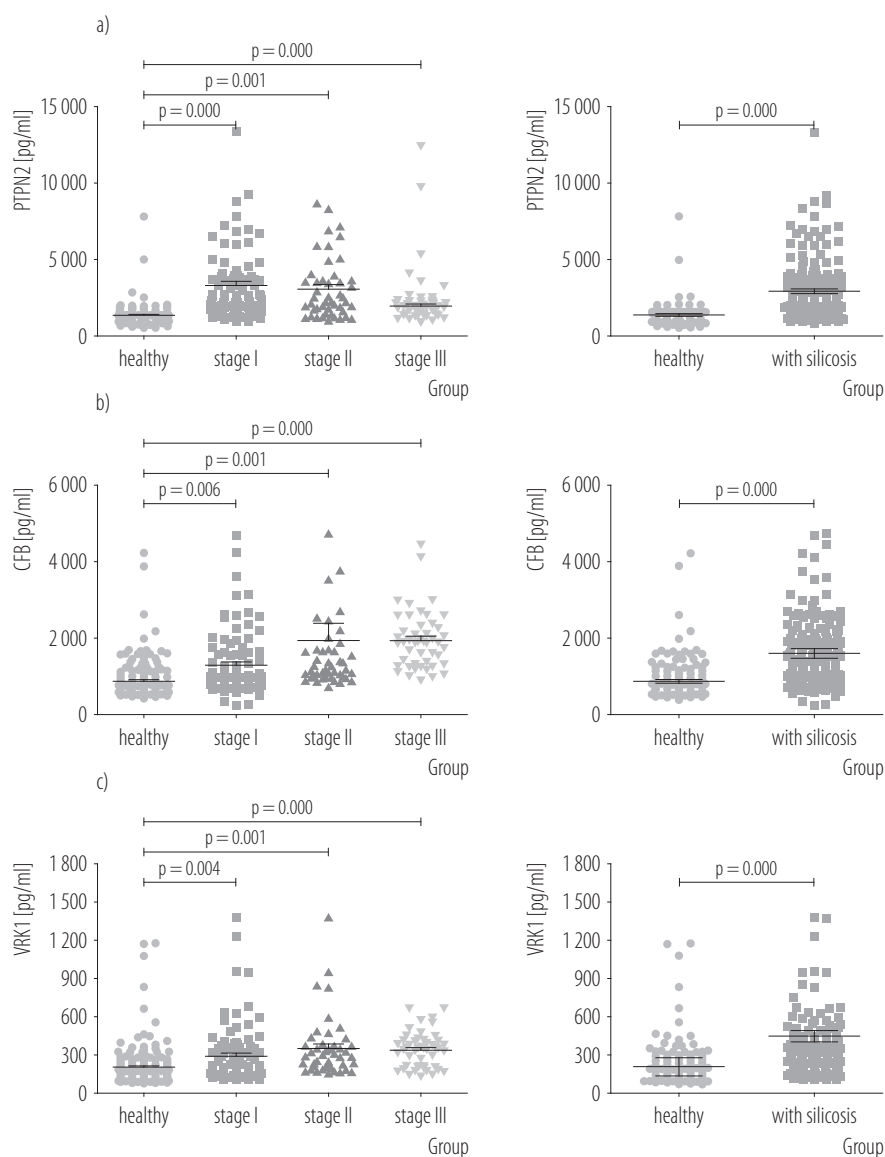 a)
p = 0.000
p = 0.001
p = 0.000
PTPN2 [pg/ml]
15 000
10 000
5 000
0
healthy stage I stage II stage III
Group
p = 0.000
PTPN2 [pg/ml]
15 000
10 000
5 000
0
healthy with silicosis
Group
b)
p = 0.000
p = 0.001
p = 0.006
CFB [pg/ml]
6 000
4 000
2 000
0
healthy stage I stage II stage III
Group
p = 0.000
CFB [pg/ml]
6 000
4 000
2 000
0
healthy with silicosis
Group
c)
p = 0.000
p = 0.001
p = 0.004
VRK1 [pg/ml]
1 800
1 500
1 200
900
600
300
0
healthy stage I stage II stage III
Group
p = 0.000
VRK1 [pg/ml]
1 800
1 500
1 200
900
600
300
0
healthy with silicosis
Group